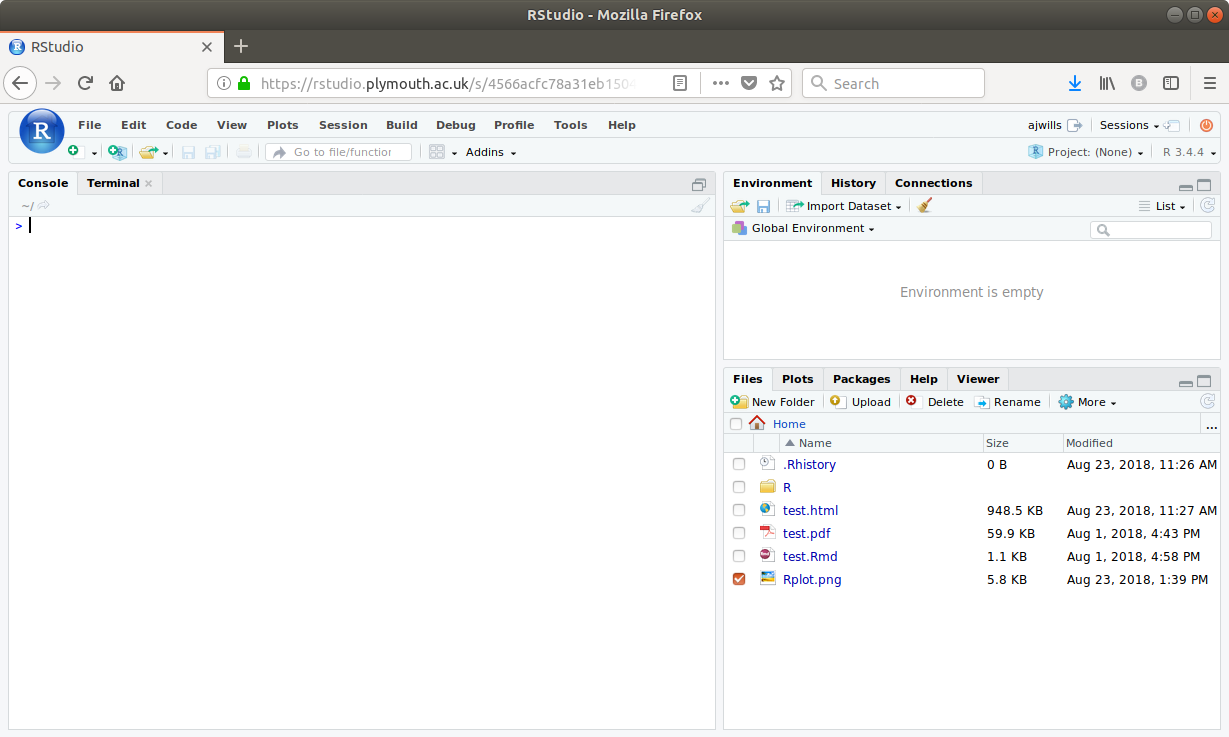 RStudio - Mozilla Firefox
RStudio
https://rstudio.plymouth.ac.uk/s/4566acfc78a31eb150
Search
R File Edit Code View Plots Session Build Debug Profile Tools Help ajwills Sessions
Go to file/function Addins Project: (None) R 3.4.4
Console Terminal
~/
>
Environment History Connections
Import Dataset List
Global Environment
Environment is empty
Files Plots Packages Help Viewer
New Folder Upload Delete Rename More
Home ...
Name Size Modified
.Rhistory 0 B Aug 23, 2018, 11:26 AM
R
test.html 948.5 KB Aug 23, 2018, 11:27 AM
test.pdf 59.9 KB Aug 1, 2018, 4:43 PM
test.Rmd 1.1 KB Aug 1, 2018, 4:58 PM
Rplot.png 5.8 KB Aug 23, 2018, 1:39 PM